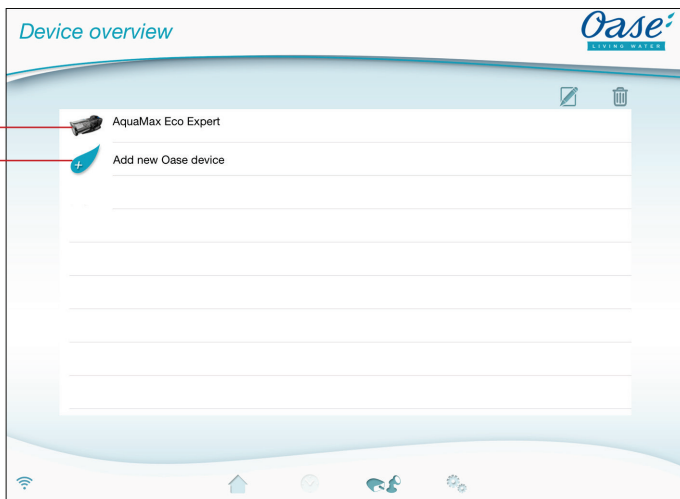 Device overview
Oase
LIVING WATER
AquaMax Eco Expert
Add new Oase device